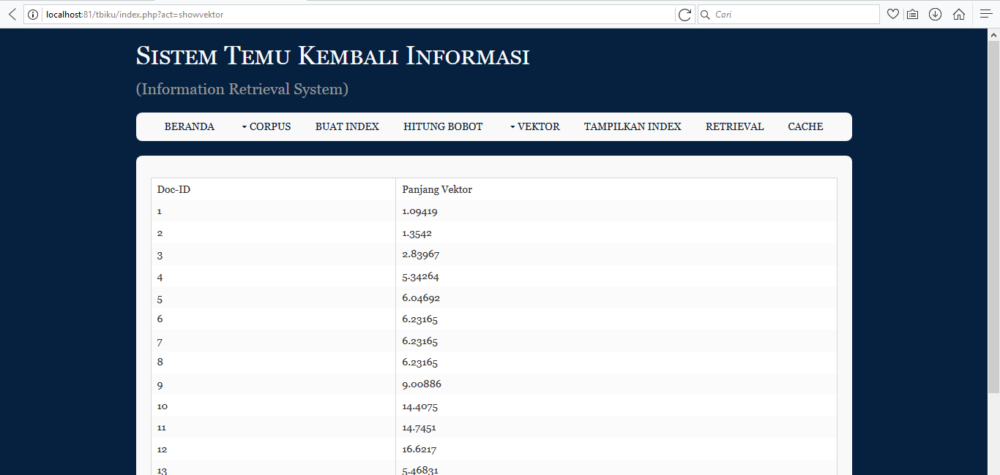 localhost:81/tbiku/index.php?act=showvektor Cari
Sistem Temu Kembali Informasi
(Information Retrieval System)
BERANDA CORPUS BUAT INDEX HITUNG BOBOT VEKTOR TAMPILKAN INDEX RETRIEVAL CACHE
Doc-ID Panjang Vektor
1 1.09419
2 1.3542
3 2.83967
4 5.34264
5 6.04692
6 6.23165
7 6.23165
8 6.23165
9 9.00886
10 14.4075
11 14.7451
12 16.6217
13 5.46831